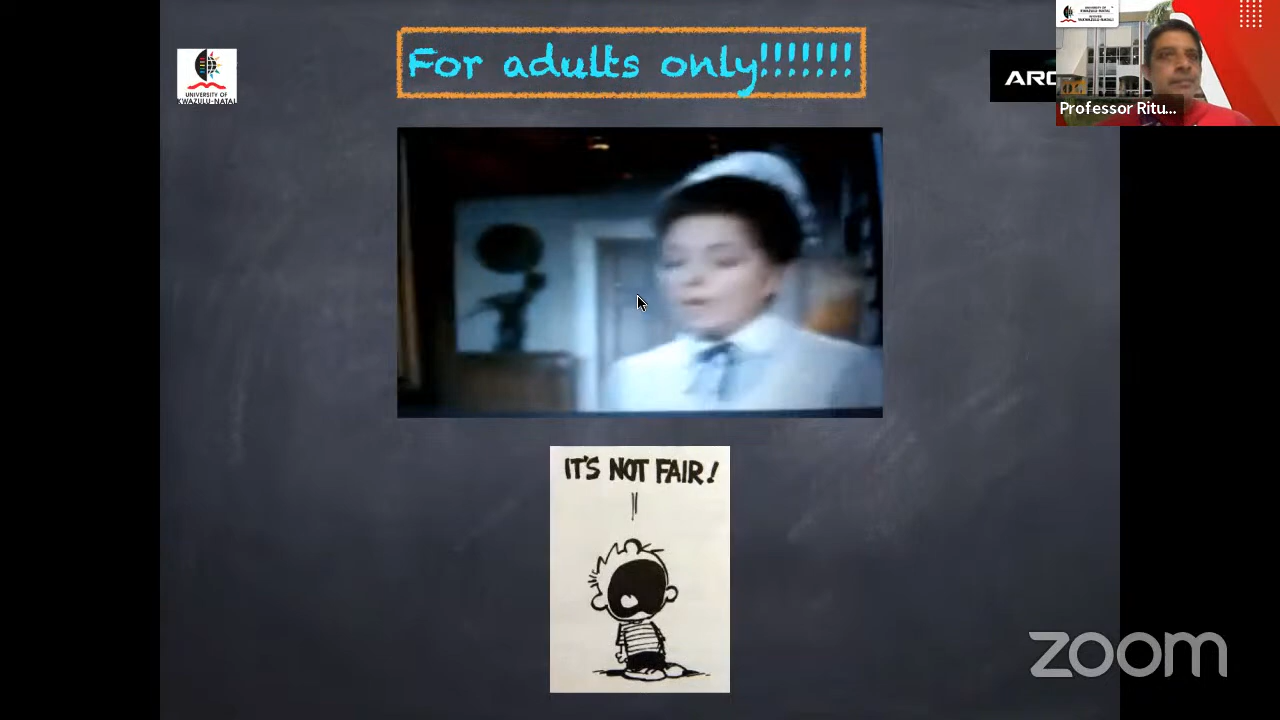 For adults only!!!!!!!
UNIVERSITY OF
KWAZULU-NATAL
ARC
Professor Ritu...
IT'S NOT FAIR!
zoom